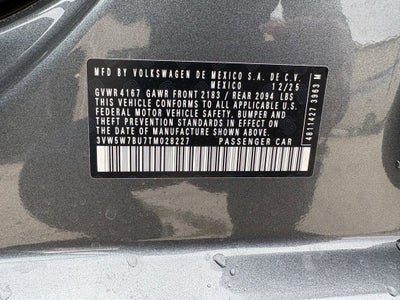 MFD BY VOLKSWAGEN DE MEXICO S.A. DE C.V.
MEXICO 12/25
GVWR 4167 GAWR FRONT 2183 / REAR 2094 LBS
THIS VEHICLE CONFORMS TO ALL APPLICABLE U.S.
FEDERAL MOTOR VEHICLE SAFETY, BUMPER, AND
THEFT PREVENTION STANDARDS IN EFFECT ON THE
DATE OF MANUFACTURE SHOWN ABOVE.
3VW5W7BU7TM028227 PASSENGER CAR
4811427 3963 M